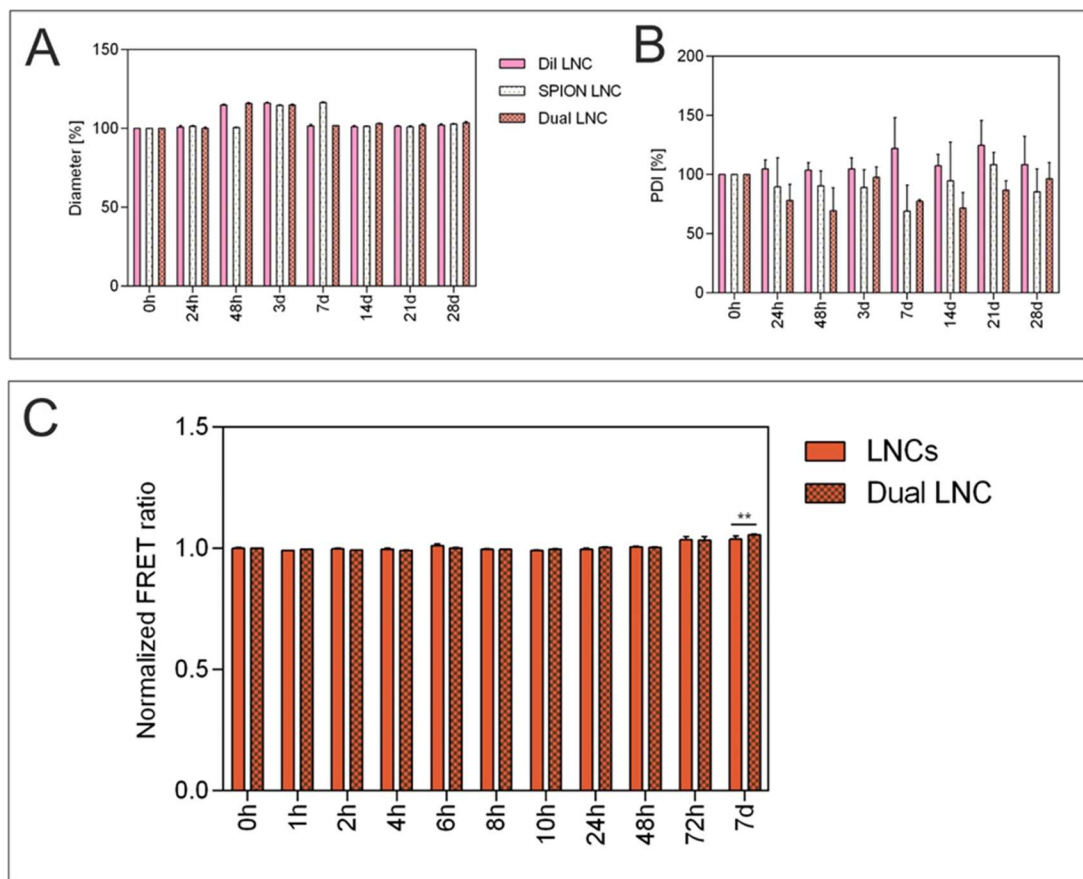 A
Diameter [%]
150
100
50
0
0h 24h 48h 3d 7d 14d 21d 28d
DiI LNC
SPION LNC
Dual LNC
B
PDI [%]
200
150
100
50
0
0h 24h 48h 3d 7d 14d 21d 28d
C
Normalized FRET ratio
1.5
1.0
0.5
0.0
**
0h 1h 2h 4h 6h 8h 10h 24h 48h 72h 7d
LNCs
Dual LNC